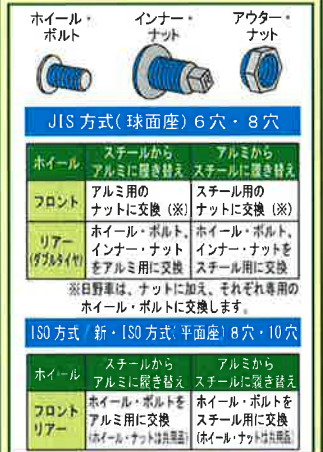 ホイール・ボルト
インナー・ナット
アウター・ナット
JIS方式(球面座)6穴・8穴
ホイール
スチールから
アルミに履き替え
アルミから
スチールに履き替え
フロント
アルミ用の
ナットに交換(※)
スチール用の
ナットに交換(※)
リアー
(ダブルタイヤ)
ホイール・ボルト、
インナー・ナット
をアルミ用に交換
ホイール・ボルト、
インナー・ナットを
スチール用に交換
※日野車は、ナットに加え、それぞれ専用の
ホイール・ボルトに交換します。
ISO方式/新・ISO方式(平面座)8穴・10穴
ホイール
スチールから
アルミに履き替え
アルミから
スチールに履き替え
フロント
リアー
ホイール・ボルトを
アルミ用に交換
(ホイール・ナットは共用品)
ホイール・ボルトを
スチール用に交換
(ホイール・ナットは共用品)